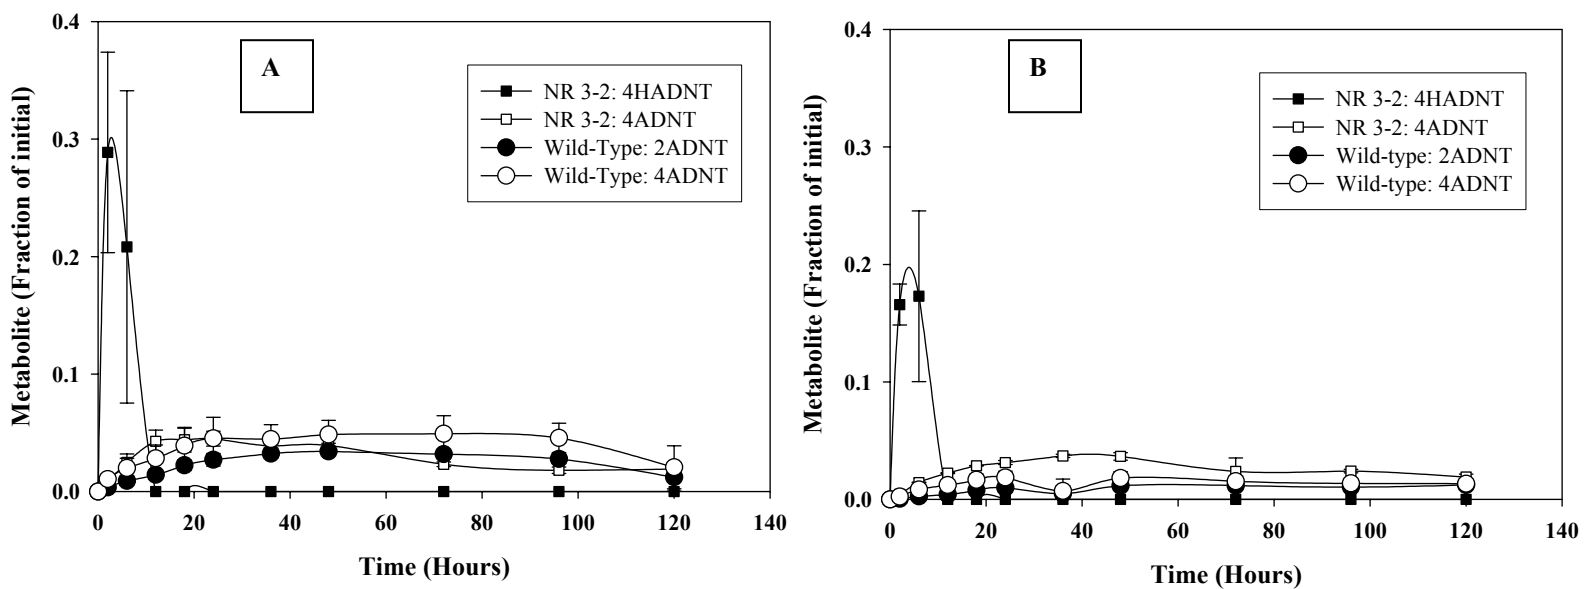 Metabolite (Fraction of initial)
0.4
0.3
0.2
0.1
0.0
A
NR 3-2: 4HADNT
NR 3-2: 4ADNT
Wild-Type: 2ADNT
Wild-Type: 4ADNT
0 20 40 60 80 100 120 140
Time (Hours)
Metabolite (Fraction of initial)
0.4
0.3
0.2
0.1
0.0
B
NR 3-2: 4HADNT
NR 3-2: 4ADNT
Wild-type: 2ADNT
Wild-type: 4ADNT
0 20 40 60 80 100 120 140
Time (Hours)